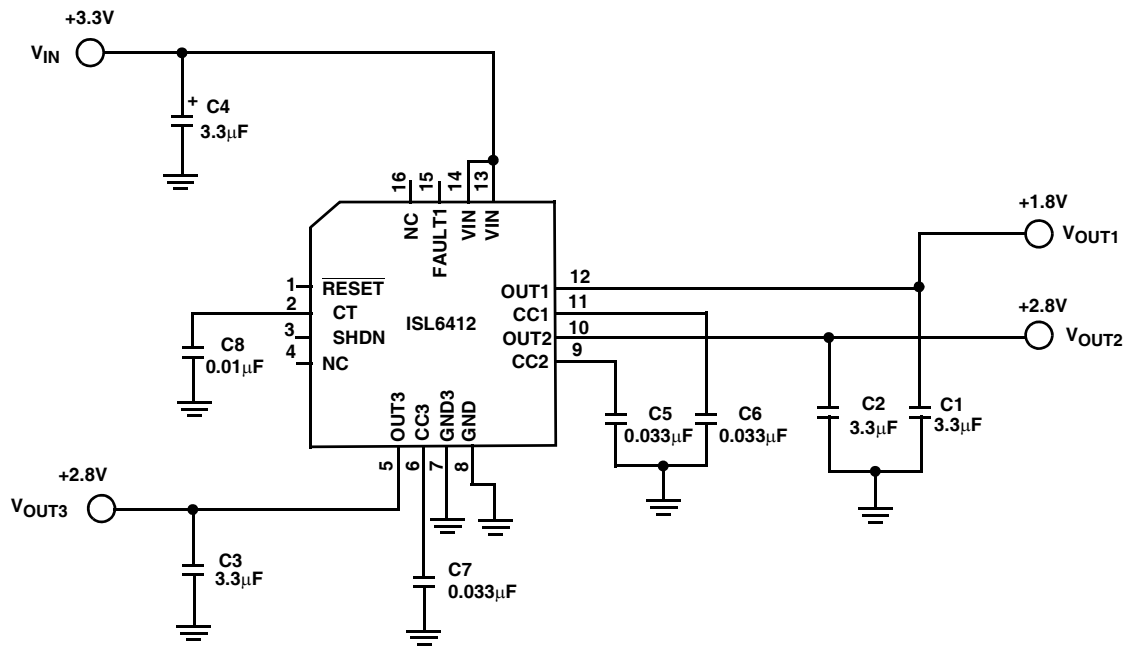 +3.3V
VIN
+ C4
3.3µF
16 15 14 13
NC FAULT1 VIN VIN
+1.8V
VOUT1
1 RESET
2 CT
3 SHDN
4 NC
ISL6412
OUT1 12
CC1 11
OUT2 10
CC2 9
+2.8V
VOUT2
C8
0.01µF
OUT3 CC3 GND3 GND
5 6 7 8
C5
0.033µF
C6
0.033µF
C2
3.3µF
C1
3.3µF
+2.8V
VOUT3
C3
3.3µF
C7
0.033µF